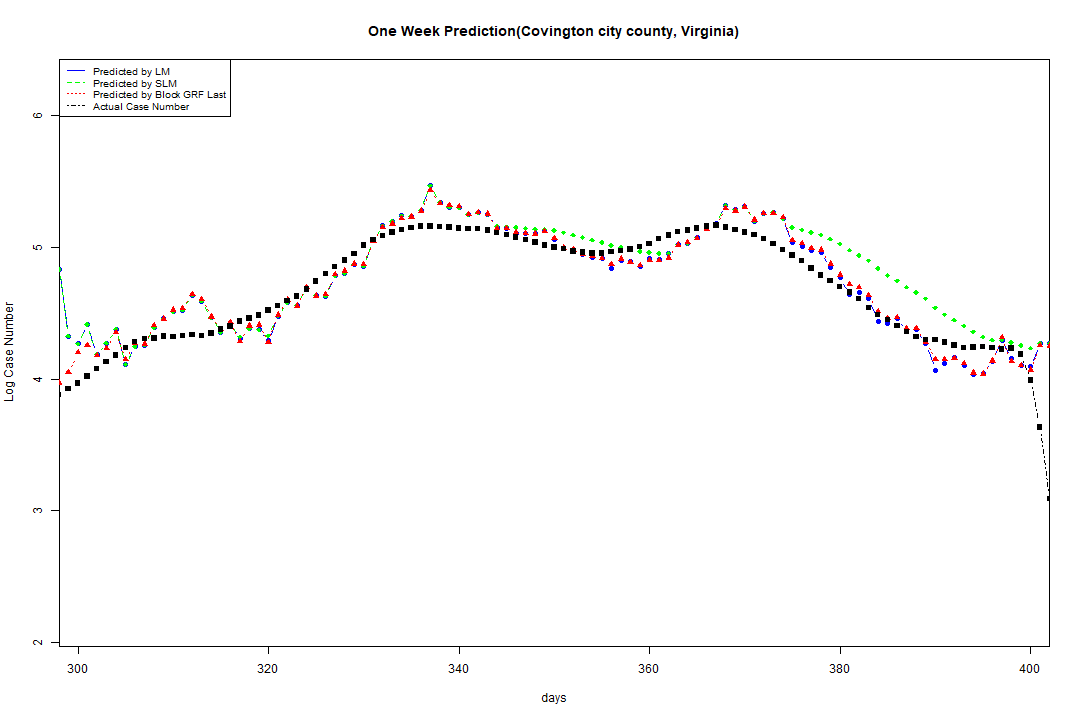 One Week Prediction(Covington city county, Virginia)
Predicted by LM
Predicted by SLM
Predicted by Block GRF Last
Actual Case Number
Log Case Number
6
5
4
3
2
300 320 340 360 380 400
days